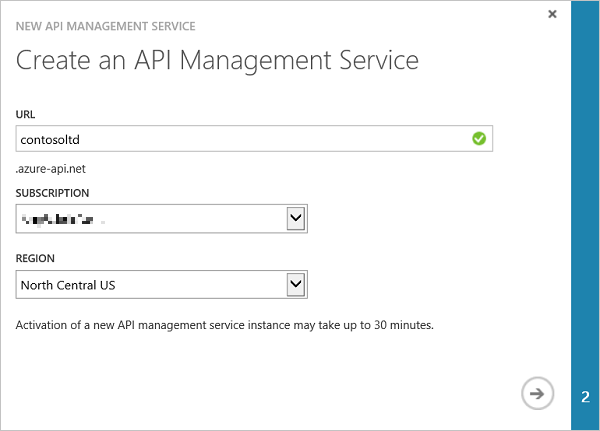 NEW API MANAGEMENT SERVICE
Create an API Management Service
URL
contosoltd
.azure-api.net
SUBSCRIPTION
REGION
North Central US
Activation of a new API management service instance may take up to 30 minutes.
2